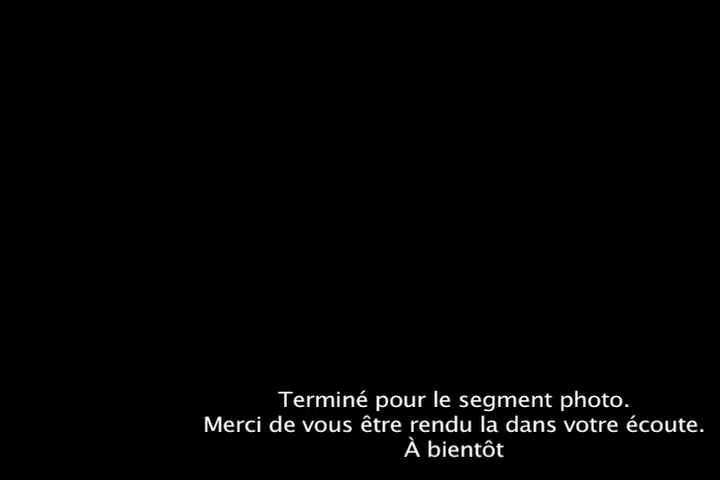 Terminé pour le segment photo.
Merci de vous être rendu la dans votre écoute.
À bientôt